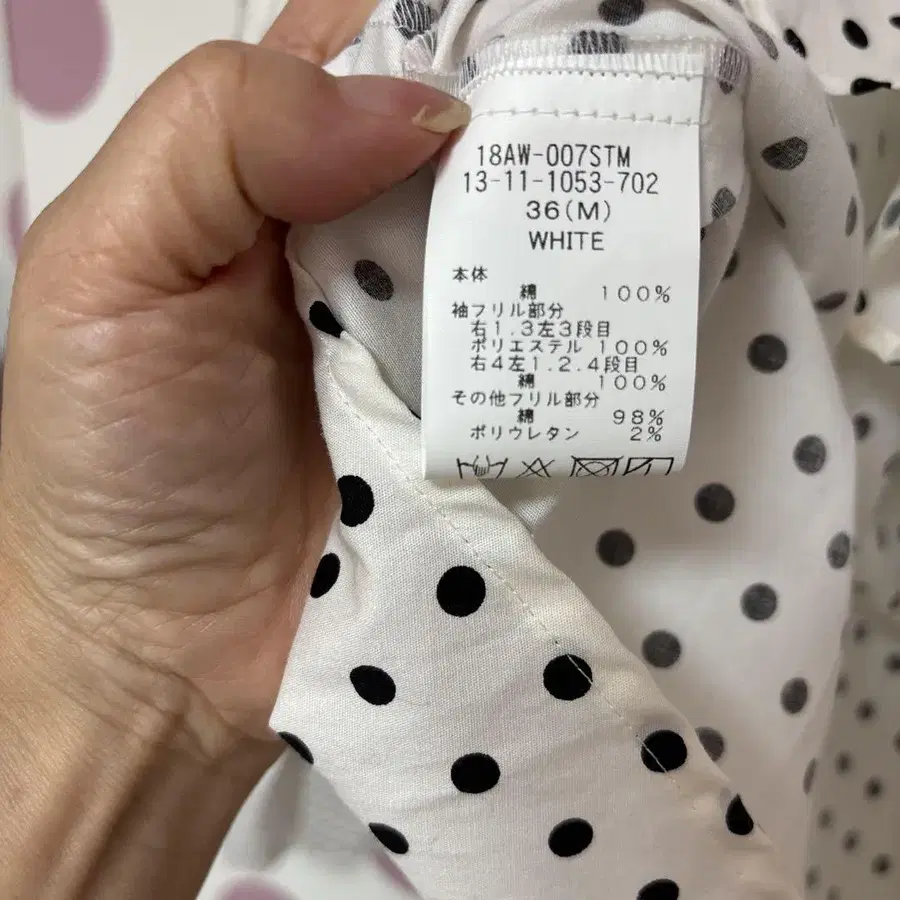 18AW-007STM
13-11-1053-702
36(M)
WHITE
本体
綿 100%
袖フリル部分
右1.3左3段目
ポリエステル 100%
右4左1.2.4段目
綿 100%
その他フリル部分
綿 98%
ポリウレタン 2%